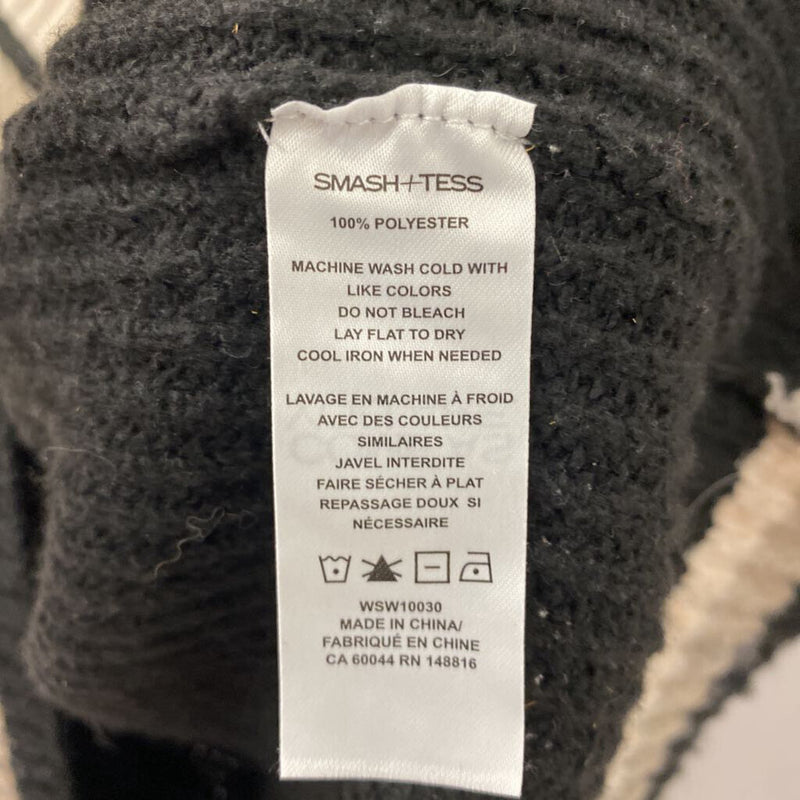 SMASH+TESS
100% POLYESTER
MACHINE WASH COLD WITH
LIKE COLORS
DO NOT BLEACH
LAY FLAT TO DRY
COOL IRON WHEN NEEDED
LAVAGE EN MACHINE À FROID
AVEC DES COULEURS
SIMILAIRES
JAVEL INTERDITE
FAIRE SÉCHER À PLAT
REPASSAGE DOUX SI
NÉCESSAIRE
WSW10030
MADE IN CHINA/
FABRIQUÉ EN CHINE
CA 60044 RN 148816